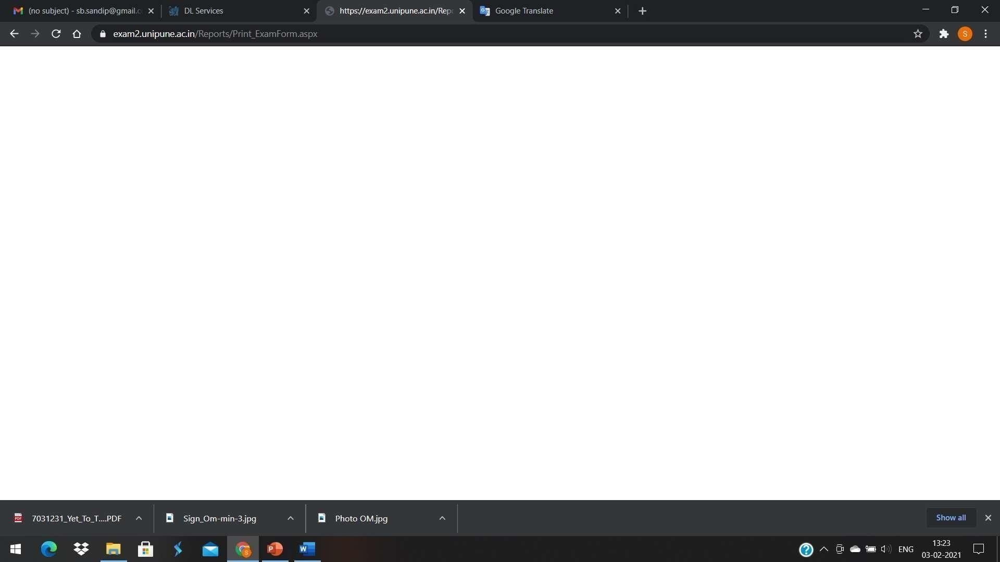 (no subject) - sb.sandip@gmail.c
DL Services
https://exam2.unipune.ac.in/Rep
Google Translate
exam2.unipune.ac.in/Reports/Print_ExamForm.aspx
S
7031231_Yet_To_T....PDF
Sign_Om-min-3.jpg
Photo OM.jpg
Show all
ENG
13:23
03-02-2021